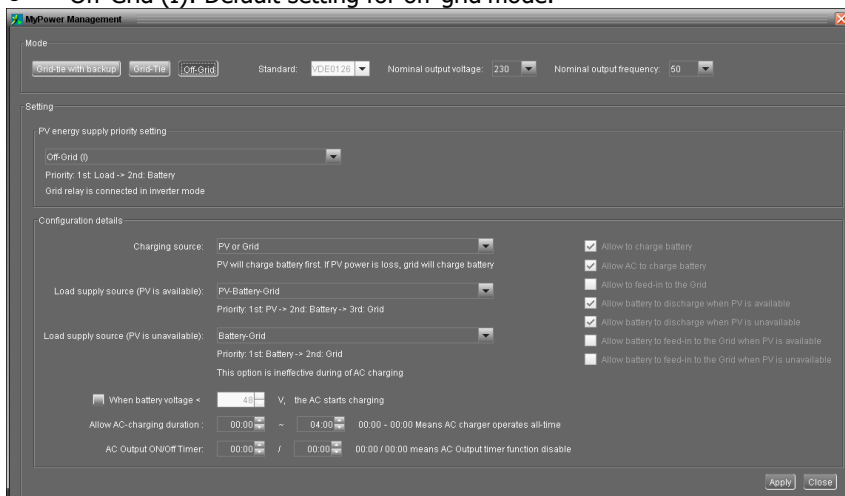 ● Off-Grid (I): Default setting for off-grid mode.
MyPower Management
Mode
Grid-tie with backup Grid-Tie Off-Grid Standard: VDE0126 Nominal output voltage: 230 Nominal output frequency: 50
Setting
PV energy supply priority setting
Off-Grid (I)
Priority: 1st: Load -> 2nd: Battery
Grid relay is connected in inverter mode
Configuration details
Charging source: PV or Grid
PV will charge battery first. If PV power is loss, grid will charge battery
Load supply source (PV is available): PV-Battery-Grid
Priority: 1st: PV -> 2nd: Battery -> 3rd: Grid
Load supply source (PV is unavailable): Battery-Grid
Priority: 1st: Battery -> 2nd: Grid
This option is ineffective during of AC charging
When battery voltage < 48 V, the AC starts charging
Allow AC-charging duration : 00:00 ~ 04:00 00:00 - 00:00 Means AC charger operates all-time
AC Output ON/Off Timer: 00:00 / 00:00 00:00 / 00:00 means AC Output timer function disable
Allow to charge battery
Allow AC to charge battery
Allow to feed-in to the Grid
Allow battery to discharge when PV is available
Allow battery to discharge when PV is unavailable
Allow battery to feed-in to the Grid when PV is available
Allow battery to feed-in to the Grid when PV is unavailable
Apply Close